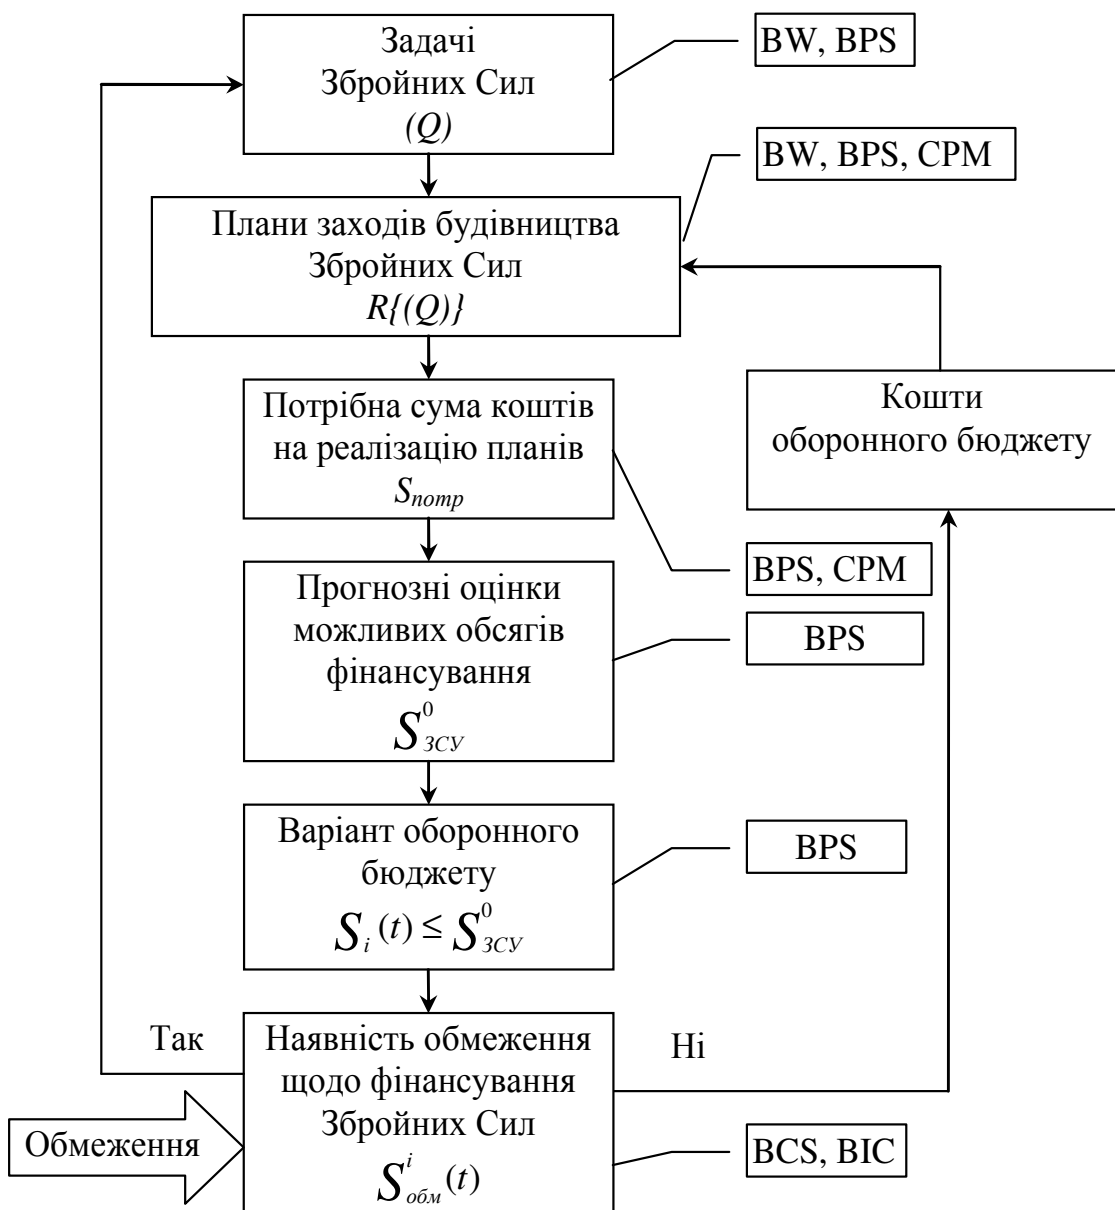 Задачі
Збройних Сил
(Q)
BW, BPS
BW, BPS, CPM
Плани заходів будівництва
Збройних Сил
R{(Q)}
Потрібна сума коштів
на реалізацію планів
Sпотр
Кошти
оборонного бюджету
BPS, CPM
Прогнозні оцінки
можливих обсягів
фінансування
S⁰ЗСУ
BPS
Варіант оборонного
бюджету
Sᵢ(t) ≤ S⁰ЗСУ
BPS
Так
Ні
Наявність обмеження
щодо фінансування
Збройних Сил
Sⁱобм(t)
Обмеження
BCS, BIC